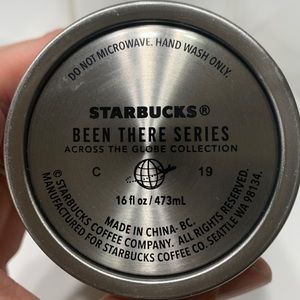 DO NOT MICROWAVE. HAND WASH ONLY.
STARBUCKS®
BEEN THERE SERIES
ACROSS THE GLOBE COLLECTION
C 19
16 fl oz / 473mL
MADE IN CHINA- BC.
© STARBUCKS COFFEE COMPANY. ALL RIGHTS RESERVED.
MANUFACTURED FOR STARBUCKS COFFEE CO. SEATTLE WA 98134.